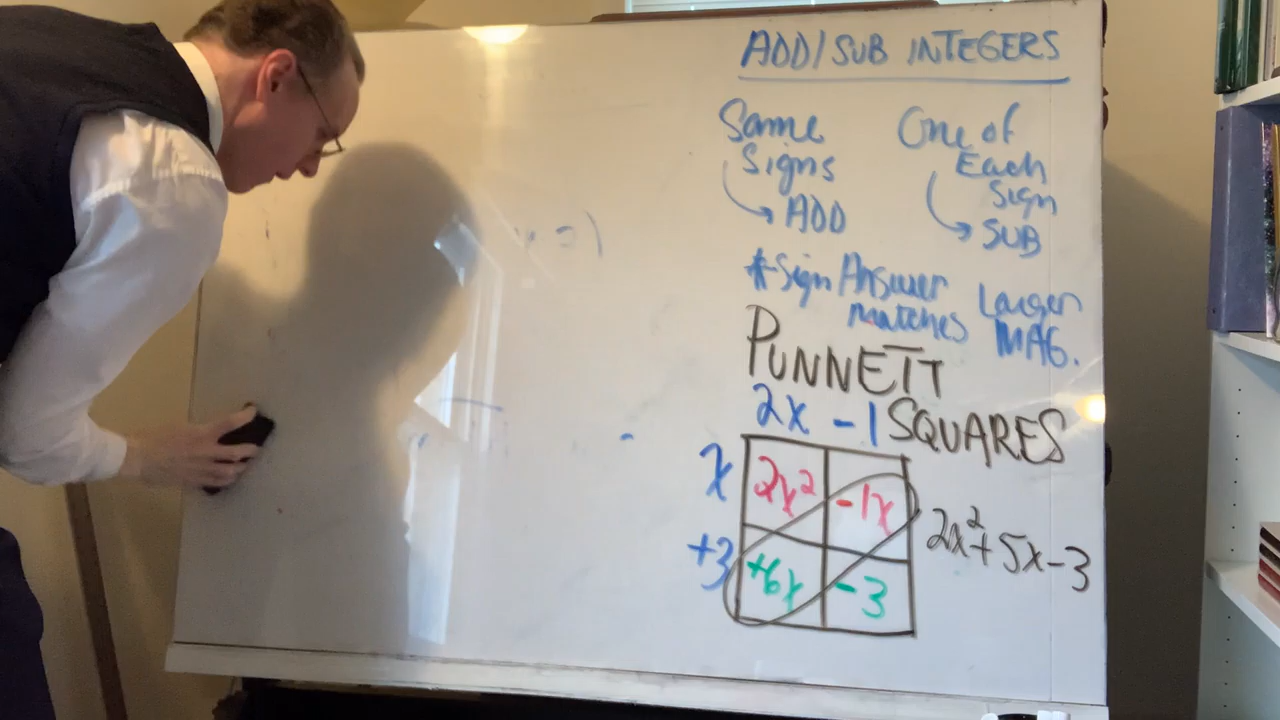 ADD/SUB INTEGERS
Same
Signs
ADD
One of
Each
Sign
SUB
*Sign Answer
matches
Larger
MAG.
PUNNETT
SQUARES
2x -1
x
2x² -1x
+3
+6x -3
2x²+5x-3